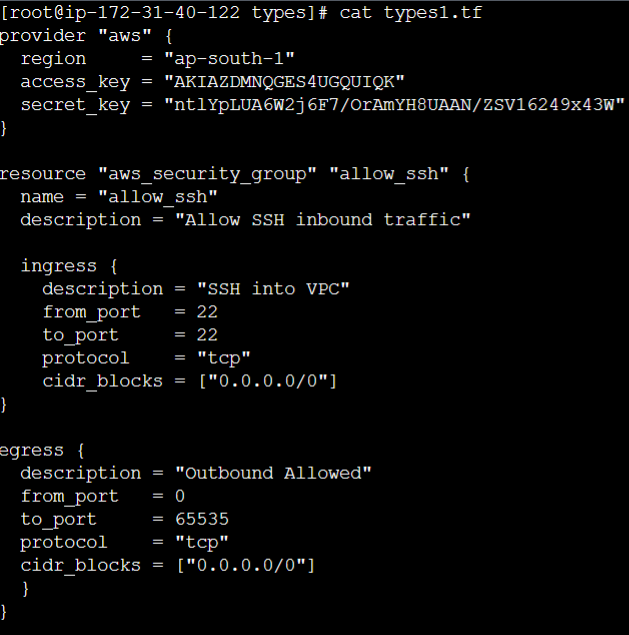 [root@ip-172-31-40-122 types]# cat types1.tf
provider "aws" {
  region     = "ap-south-1"
  access_key = "AKIAZDMNQGES4UGQUIQK"
  secret_key = "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"
}

resource "aws_security_group" "allow_ssh" {
  name = "allow_ssh"
  description = "Allow SSH inbound traffic"

  ingress {
    description = "SSH into VPC"
    from_port   = 22
    to_port     = 22
    protocol    = "tcp"
    cidr_blocks = ["0.0.0.0/0"]
}

egress {
  description = "Outbound Allowed"
  from_port   = 0
  to_port     = 65535
  protocol    = "tcp"
  cidr_blocks = ["0.0.0.0/0"]
  }
}